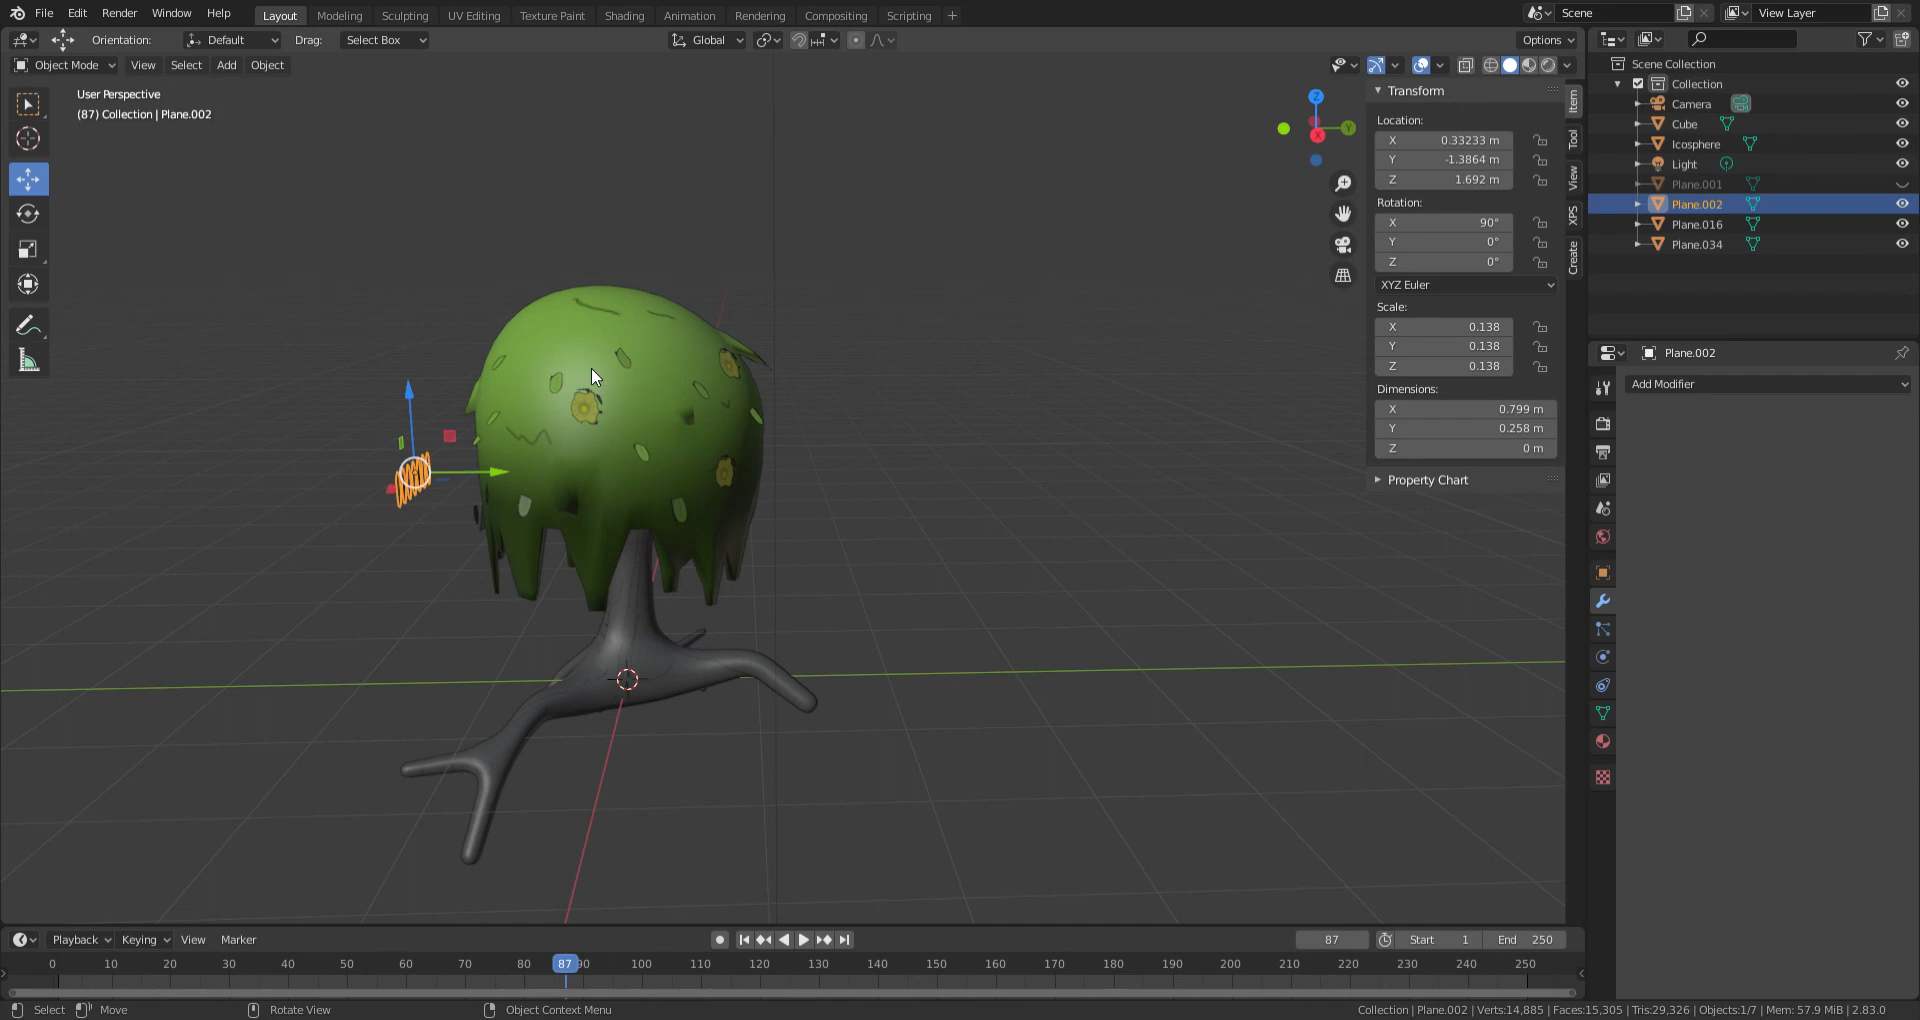 File Edit Render Window Help Layout Modeling Sculpting UV Editing Texture Paint Shading Animation Rendering Compositing Scripting + Scene View Layer
Orientation: Default Drag: Select Box Global Options
Object Mode View Select Add Object
User Perspective
(87) Collection | Plane.002
Z
Y
X
Transform
Location:
X 0.33233 m
Y -1.3864 m
Z 1.692 m
Rotation:
X 90°
Y 0°
Z 0°
XYZ Euler
Scale:
X 0.138
Y 0.138
Z 0.138
Dimensions:
X 0.799 m
Y 0.258 m
Z 0 m
Property Chart
Item
Tool
View
XPS
Create
Scene Collection
Collection
Camera
Cube
Icosphere
Light
Plane.001
Plane.002
Plane.016
Plane.034
Plane.002
Add Modifier
Playback Keying View Marker 87 Start 1 End 250
0 10 20 30 40 50 60 70 80 87 90 100 110 120 130 140 150 160 170 180 190 200 210 220 230 240 250
Select Move Rotate View Object Context Menu Collection | Plane.002 | Verts:14,885 | Faces:15,305 | Tris:29,326 | Objects:1/7 | Mem: 57.9 MiB | 2.83.0